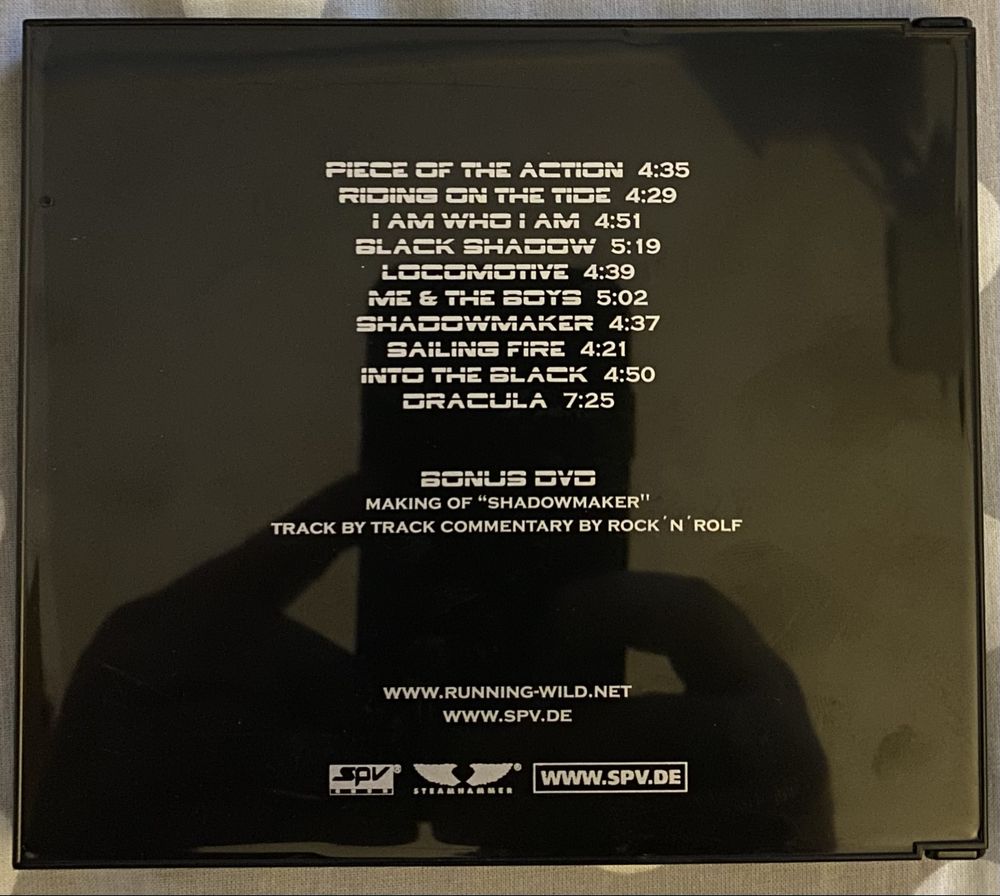 PIECE OF THE ACTION 4:35
RIDING ON THE TIDE 4:29
I AM WHO I AM 4:51
BLACK SHADOW 5:19
LOCOMOTIVE 4:39
ME & THE BOYS 5:02
SHADOWMAKER 4:37
SAILING FIRE 4:21
INTO THE BLACK 4:50
DRACULA 7:25
BONUS DVD
MAKING OF “SHADOWMAKER"
TRACK BY TRACK COMMENTARY BY ROCK´N´ROLF
WWW.RUNNING-WILD.NET
WWW.SPV.DE
SPV® STEAMHAMMER® WWW.SPV.DE